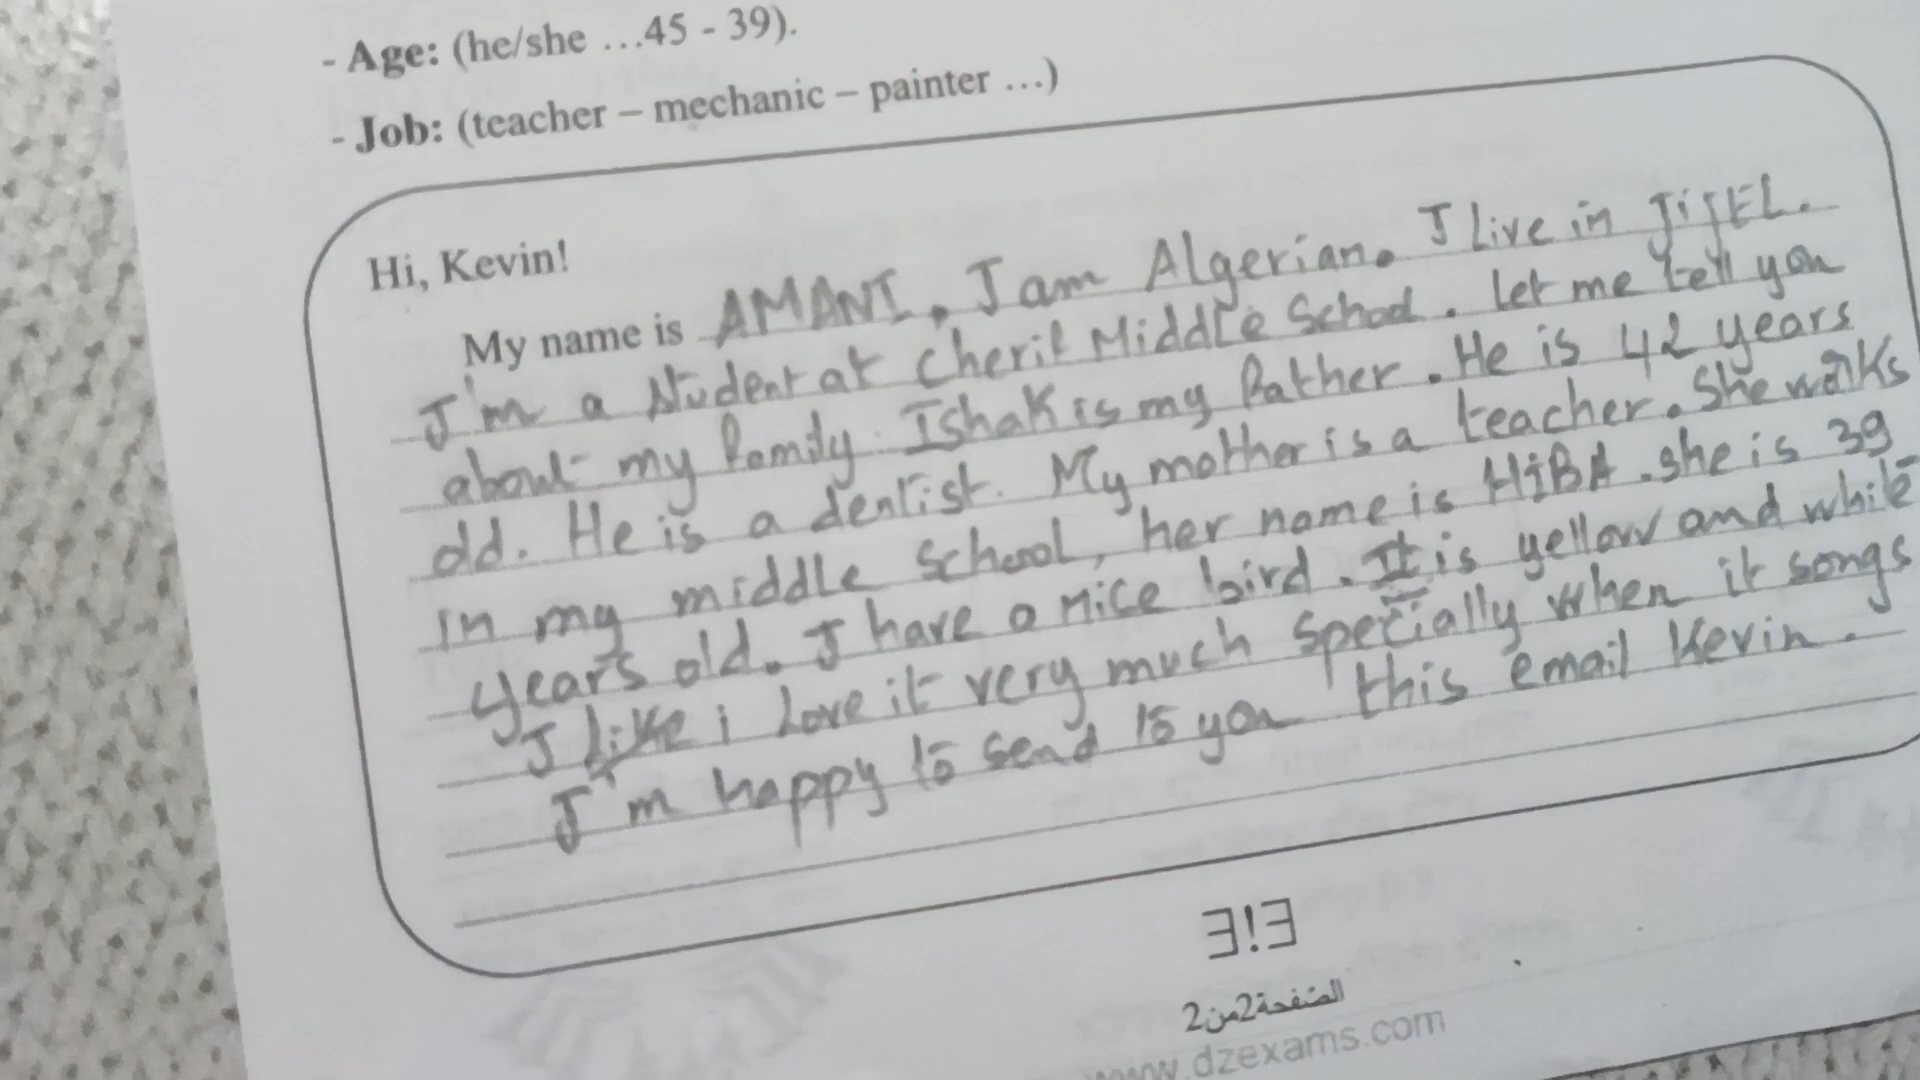 - Age: (he/she ...45 - 39).
- Job: (teacher – mechanic – painter ...)
Hi, Kevin!
My name is AMANI, I am Algerian. I live in JiJEL.
I'm a student at Cherif Middle School. let me tell you
about my family. Ishak is my father. He is 42 years
old. He is a dentist. My mother is a teacher. She works
in my middle school, her name is HiBA. she is 39
years old. I have a nice bird. It is yellow and white
I like i love it very much specially when it songs
I'm happy to send to you this email Kevin.
إ!إ
الصفحة 2 من 2
www.dzexams.com